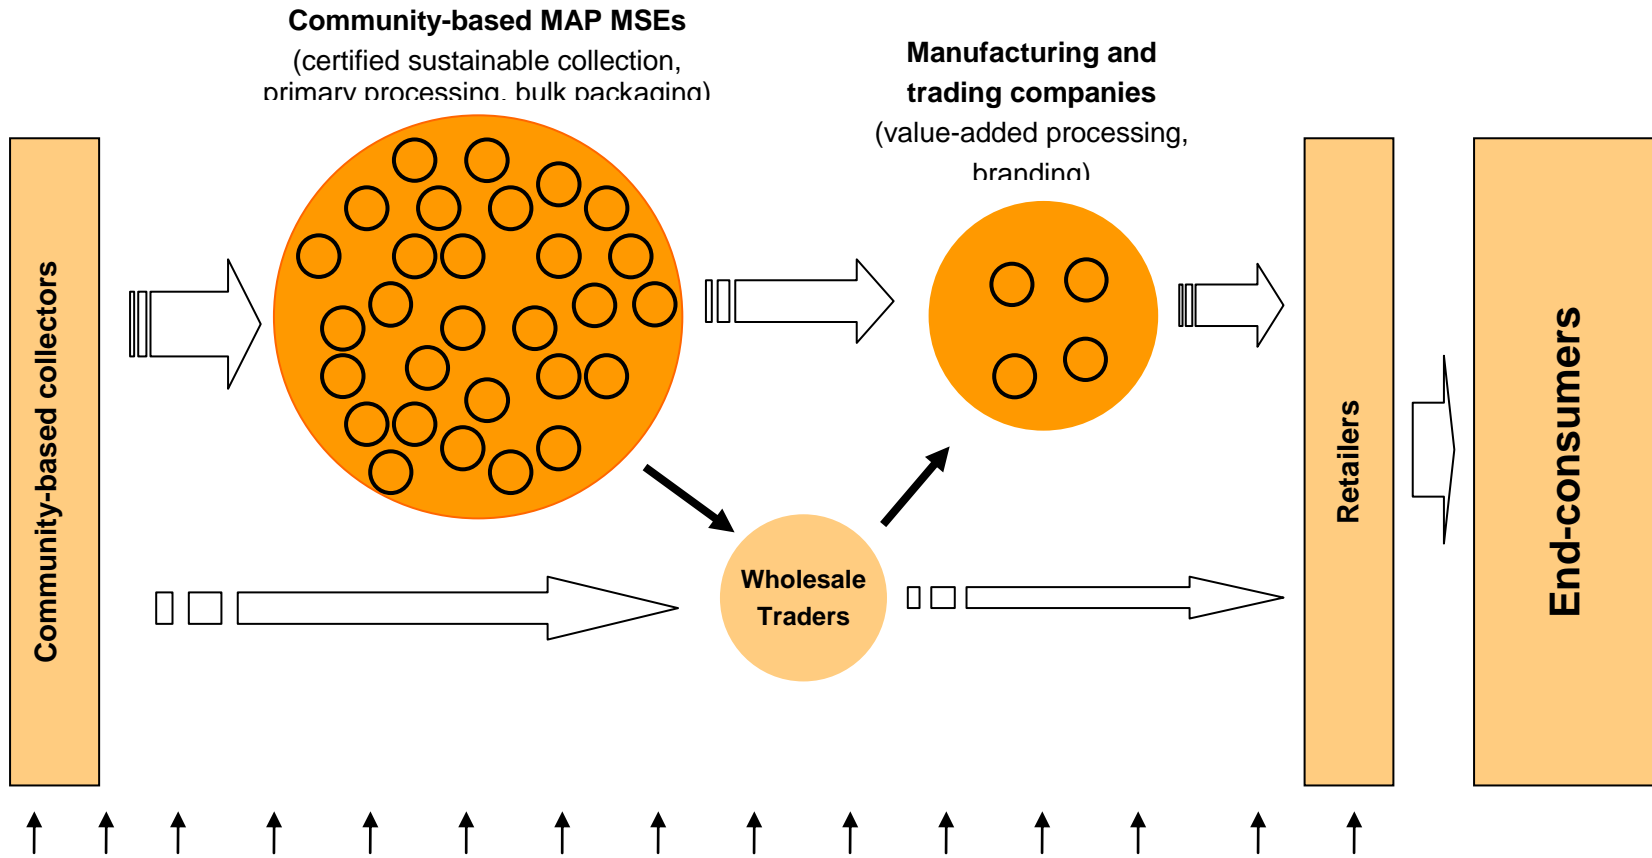 Community-based MAP MSEs
(certified sustainable collection,
primary processing, bulk packaging)
Manufacturing and
trading companies
(value-added processing,
branding)
Community-based collectors
Wholesale
Traders
Retailers
End-consumers